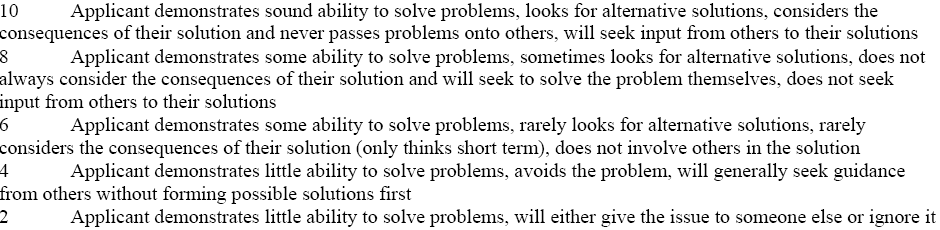 10 Applicant demonstrates sound ability to solve problems, looks for alternative solutions, considers the
consequences of their solution and never passes problems onto others, will seek input from others to their solutions
8 Applicant demonstrates some ability to solve problems, sometimes looks for alternative solutions, does not
always consider the consequences of their solution and will seek to solve the problem themselves, does not seek
input from others to their solutions
6 Applicant demonstrates some ability to solve problems, rarely looks for alternative solutions, rarely
considers the consequences of their solution (only thinks short term), does not involve others in the solution
4 Applicant demonstrates little ability to solve problems, avoids the problem, will generally seek guidance
from others without forming possible solutions first
2 Applicant demonstrates little ability to solve problems, will either give the issue to someone else or ignore it